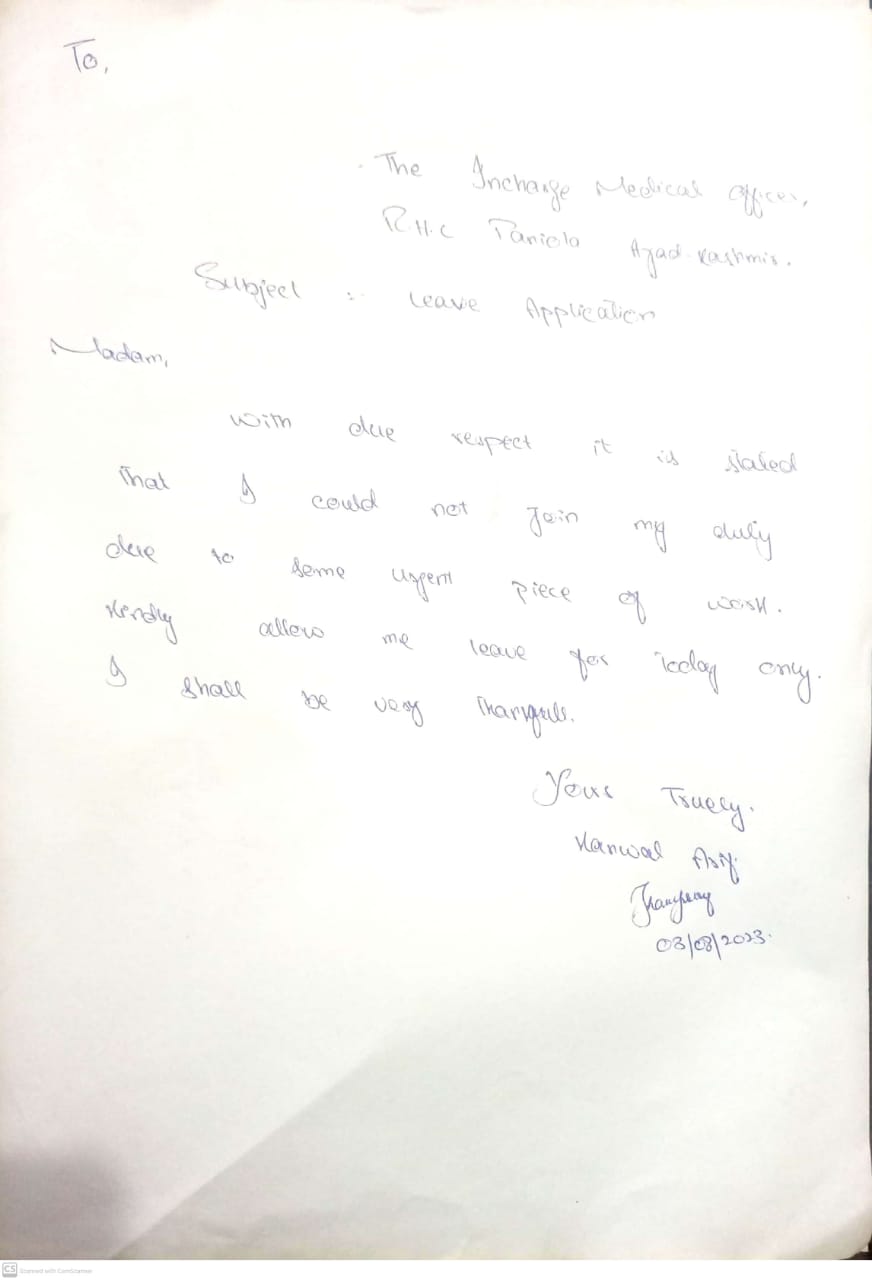 To,
The Incharge Medical Officer,
R.H.C Paniola Azad Kashmir.
Subject :- Leave Application
Madam,
with due respect it is stated
that I could not Join my duty
due to some urgent piece of work.
Kindly allow me leave for today only.
I shall be very thankfull.
Yours Truely.
Kanwal Asif
03/08/2023.
CS Scanned with CamScanner